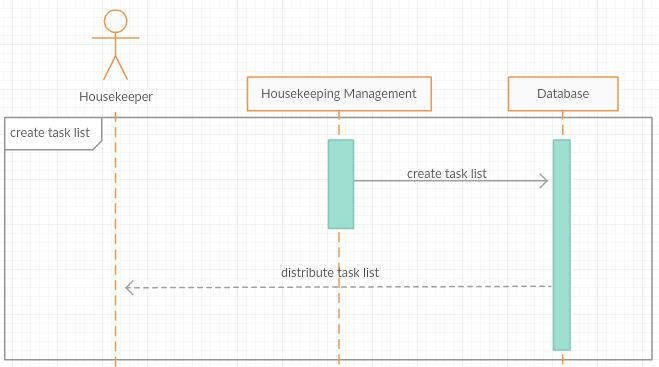 Housekeeper
Housekeeping Management
Database
create task list
create task list
distribute task list